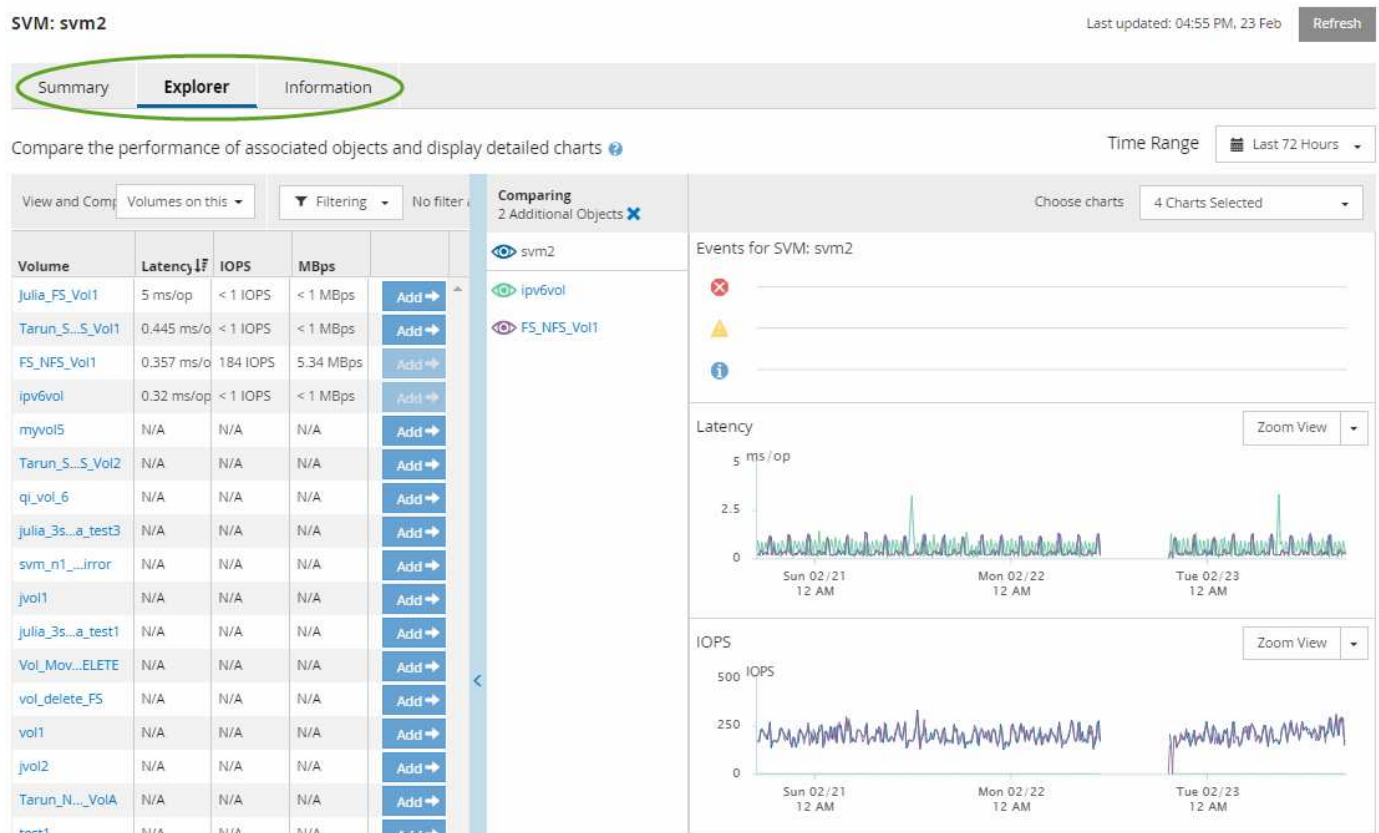 SVM: svm2
Last updated: 04:55 PM, 23 Feb
Refresh
Summary
Explorer
Information
Compare the performance of associated objects and display detailed charts ?
Time Range
Last 72 Hours
View and Comp
Volumes on this
Filtering
No filter
Volume Latency IOPS MBps
Julia_FS_Vol1 5 ms/op < 1 IOPS < 1 MBps Add
Tarun_S...S_Vol1 0.445 ms/o < 1 IOPS < 1 MBps Add
FS_NFS_Vol1 0.357 ms/o 184 IOPS 5.34 MBps Add
ipv6vol 0.32 ms/op < 1 IOPS < 1 MBps Add
myvol5 N/A N/A N/A Add
Tarun_S...S_Vol2 N/A N/A N/A Add
qi_vol_6 N/A N/A N/A Add
julia_3s...a_test3 N/A N/A N/A Add
svm_n1_...irror N/A N/A N/A Add
jvol1 N/A N/A N/A Add
julia_3s...a_test1 N/A N/A N/A Add
Vol_Mov...ELETE N/A N/A N/A Add
vol_delete_FS N/A N/A N/A Add
vol1 N/A N/A N/A Add
jvol2 N/A N/A N/A Add
Tarun_N..._VolA N/A N/A N/A Add
Comparing
2 Additional Objects
svm2
ipv6vol
FS_NFS_Vol1
Choose charts
4 Charts Selected
Events for SVM: svm2
Latency
Zoom View
5 ms/op
2.5
0
Sun 02/21 Mon 02/22 Tue 02/23
12 AM 12 AM 12 AM
IOPS
Zoom View
500 IOPS
250
0
Sun 02/21 Mon 02/22 Tue 02/23
12 AM 12 AM 12 AM